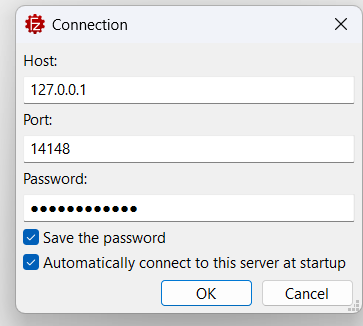 Connection
Host:
127.0.0.1
Port:
14148
Password:
●●●●●●●●●●●●
Save the password
Automatically connect to this server at startup
OK Cancel